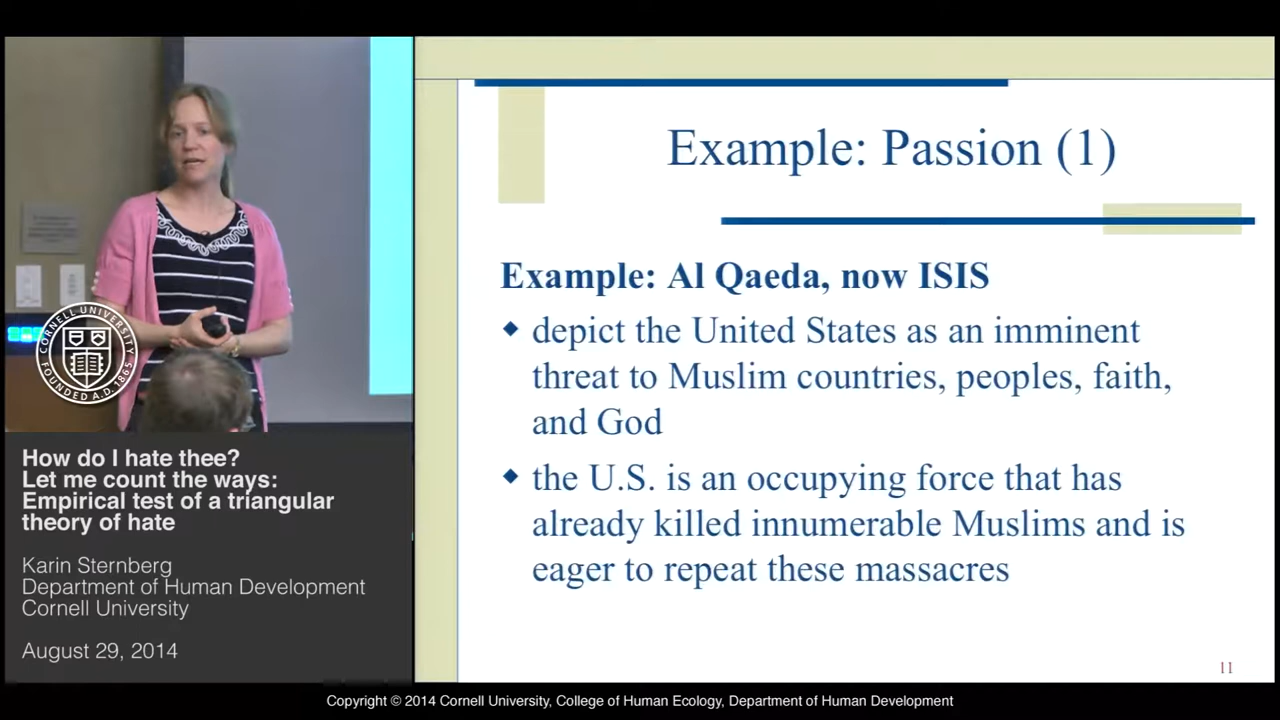 Example: Passion (1)
Example: Al Qaeda, now ISIS
depict the United States as an imminent
threat to Muslim countries, peoples, faith,
and God
the U.S. is an occupying force that has
already killed innumerable Muslims and is
eager to repeat these massacres
11
CORNELL UNIVERSITY
FOUNDED A.D. 1865
How do I hate thee?
Let me count the ways:
Empirical test of a triangular
theory of hate
Karin Sternberg
Department of Human Development
Cornell University
August 29, 2014
Copyright © 2014 Cornell University, College of Human Ecology, Department of Human Development